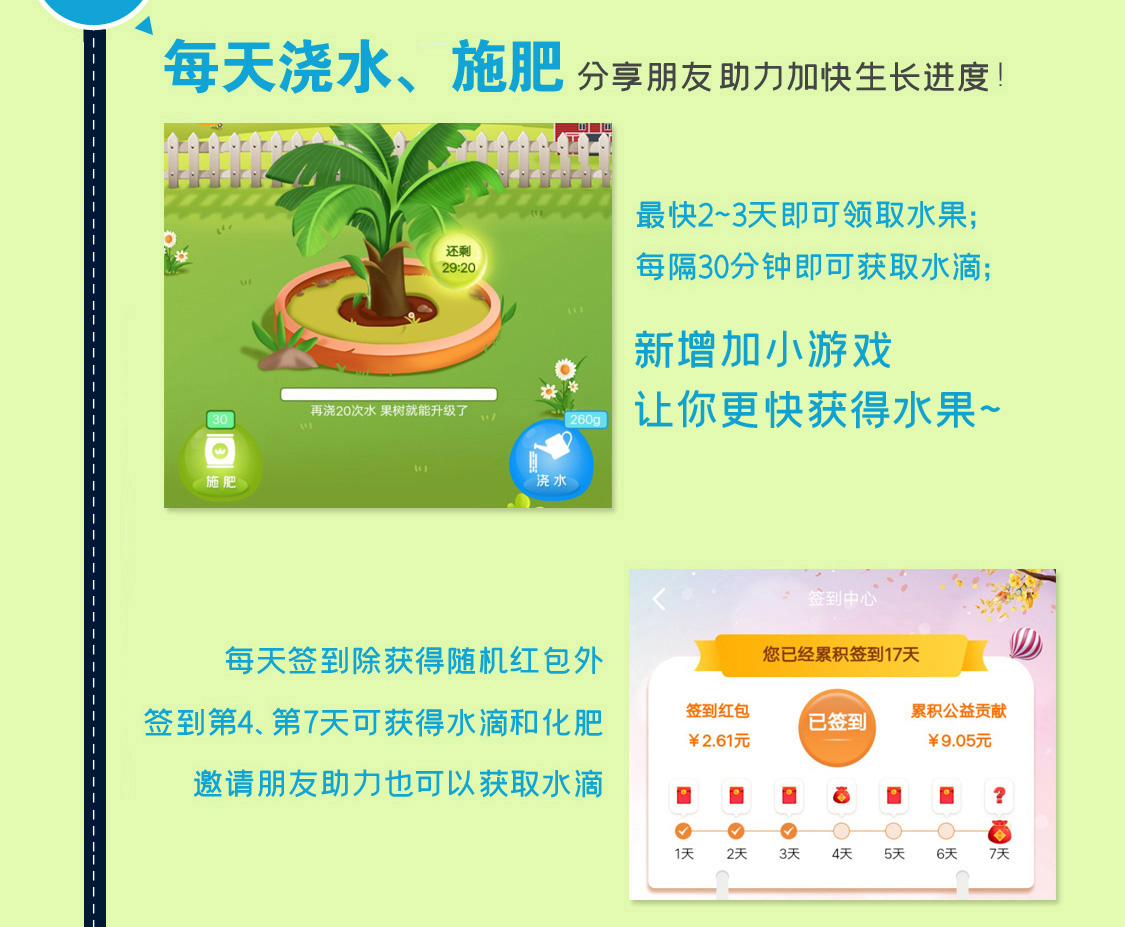 每天浇水、施肥 分享朋友助力加快生长进度!
还剩
29:20
再浇20次水 果树就能升级了
30
施肥
260g
浇水
最快2~3天即可领取水果;
每隔30分钟即可获取水滴;
新增加小游戏
让你更快获得水果~
每天签到除获得随机红包外
签到第4、第7天可获得水滴和化肥
邀请朋友助力也可以获取水滴
签到中心
您已经累积签到17天
签到红包
¥2.61元
已签到
累积公益贡献
¥9.05元
?
1天 2天 3天 4天 5天 6天 7天